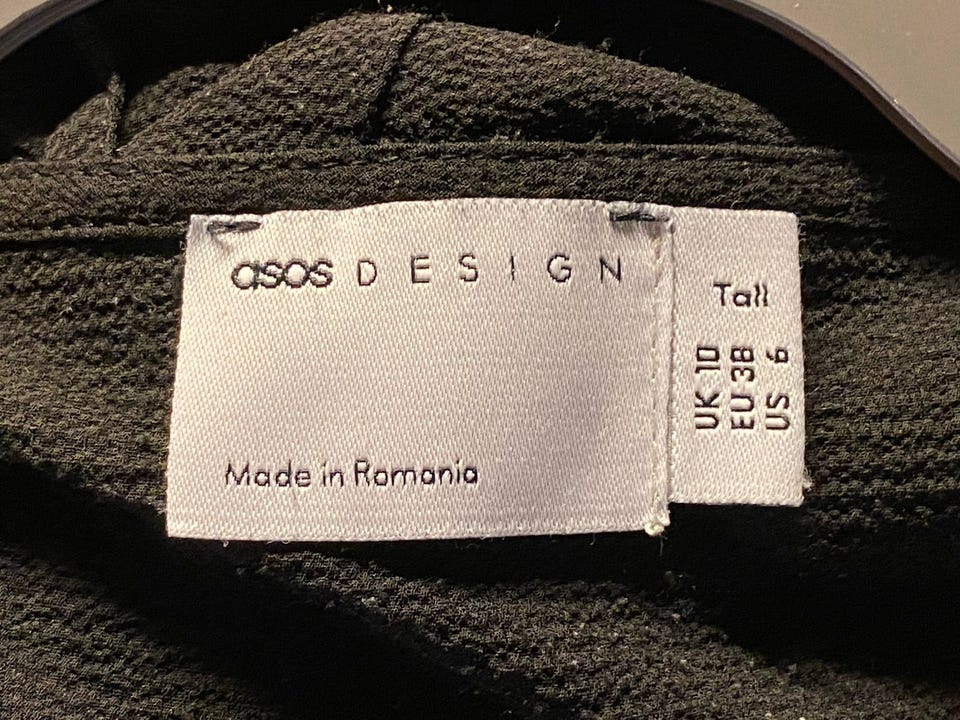 asos DESIGN
Made in Romania
Tall
UK 10
EU 38
US 6